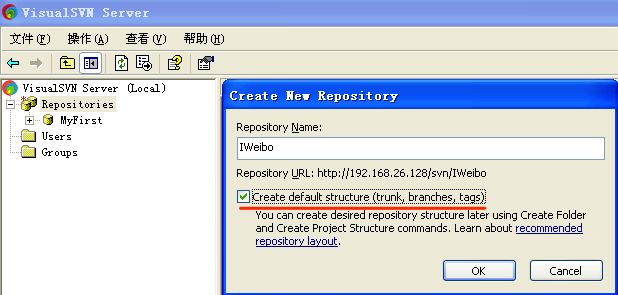 VisualSVN Server
文件(F) 操作(A) 查看(V) 帮助(H)
VisualSVN Server (Local)
Repositories
MyFirst
Users
Groups
Create New Repository
Repository Name:
IWeibo
Repository URL: http://192.168.26.128/svn/IWeibo
Create default structure (trunk, branches, tags)
You can create desired repository structure later using Create Folder
and Create Project Structure commands. Learn about recommended
repository layout.
OK Cancel